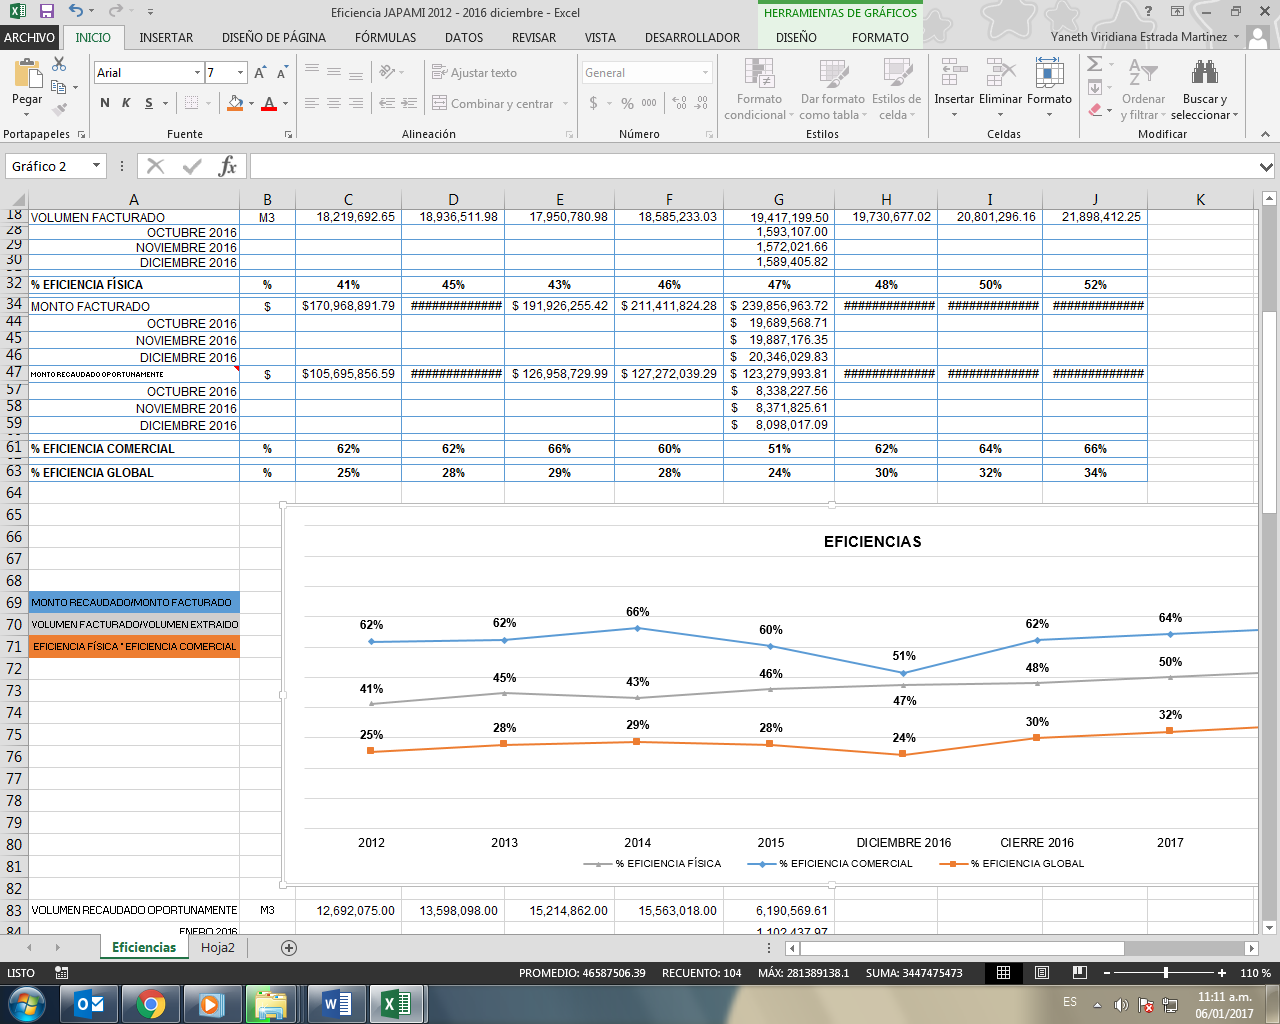 Eficiencia JAPAMI 2012 - 2016 diciembre - Excel
HERRAMIENTAS DE GRÁFICOS
?
ARCHIVO INICIO INSERTAR DISEÑO DE PÁGINA FÓRMULAS DATOS REVISAR VISTA DESARROLLADOR DISEÑO FORMATO Yaneth Viridiana Estrada Martinez
Pegar
Arial 7
N K S
Ajustar texto
Combinar y centrar
General
$ % 000
Formato condicional
Dar formato como tabla
Estilos de celda
Insertar Eliminar Formato
Ordenar y filtrar
Buscar y seleccionar
Portapapeles Fuente Alineación Número Estilos Celdas Modificar
Gráfico 2 fx
A B C D E F G H I J K
18 VOLUMEN FACTURADO M3 18,219,692.65 18,936,511.98 17,950,780.98 18,585,233.03 19,417,199.50 19,730,677.02 20,801,296.16 21,898,412.25
28 OCTUBRE 2016 1,593,107.00
29 NOVIEMBRE 2016 1,572,021.66
30 DICIEMBRE 2016 1,589,405.82
32 % EFICIENCIA FÍSICA % 41% 45% 43% 46% 47% 48% 50% 52%
34 MONTO FACTURADO $ $170,968,891.79 ############# $ 191,926,255.42 $ 211,411,824.28 $ 239,856,963.72 ############# ############# #############
44 OCTUBRE 2016 $ 19,689,568.71
45 NOVIEMBRE 2016 $ 19,887,176.35
46 DICIEMBRE 2016 $ 20,346,029.83
47 MONTO RECAUDADO OPORTUNAMENTE $ $105,695,856.59 ############# $ 126,958,729.99 $ 127,272,039.29 $ 123,279,993.81 ############# ############# #############
57 OCTUBRE 2016 $ 8,338,227.56
58 NOVIEMBRE 2016 $ 8,371,825.61
59 DICIEMBRE 2016 $ 8,098,017.09
61 % EFICIENCIA COMERCIAL % 62% 62% 66% 60% 51% 62% 64% 66%
63 % EFICIENCIA GLOBAL % 25% 28% 29% 28% 24% 30% 32% 34%
64
65
66
67
68
69 MONTO RECAUDADO/MONTO FACTURADO
70 VOLUMEN FACTURADO/VOLUMEN EXTRAIDO
71 EFICIENCIA FÍSICA * EFICIENCIA COMERCIAL
72
73
74
75
76
77
78
79
80
81
82
EFICIENCIAS
62% 62% 66% 60% 51% 62% 64%
41% 45% 43% 46% 47% 48% 50%
25% 28% 29% 28% 24% 30% 32%
2012 2013 2014 2015 DICIEMBRE 2016 CIERRE 2016 2017
% EFICIENCIA FÍSICA % EFICIENCIA COMERCIAL % EFICIENCIA GLOBAL
83 VOLUMEN RECAUDADO OPORTUNAMENTE M3 12,692,075.00 13,598,098.00 15,214,862.00 15,563,018.00 6,190,569.61
84 ENERO 2016 1,102,437.97
Eficiencias Hoja2
LISTO PROMEDIO: 46587506.39 RECUENTO: 104 MÁX: 281389138.1 SUMA: 3447475473 110 %
ES 11:11 a.m.
06/01/2017